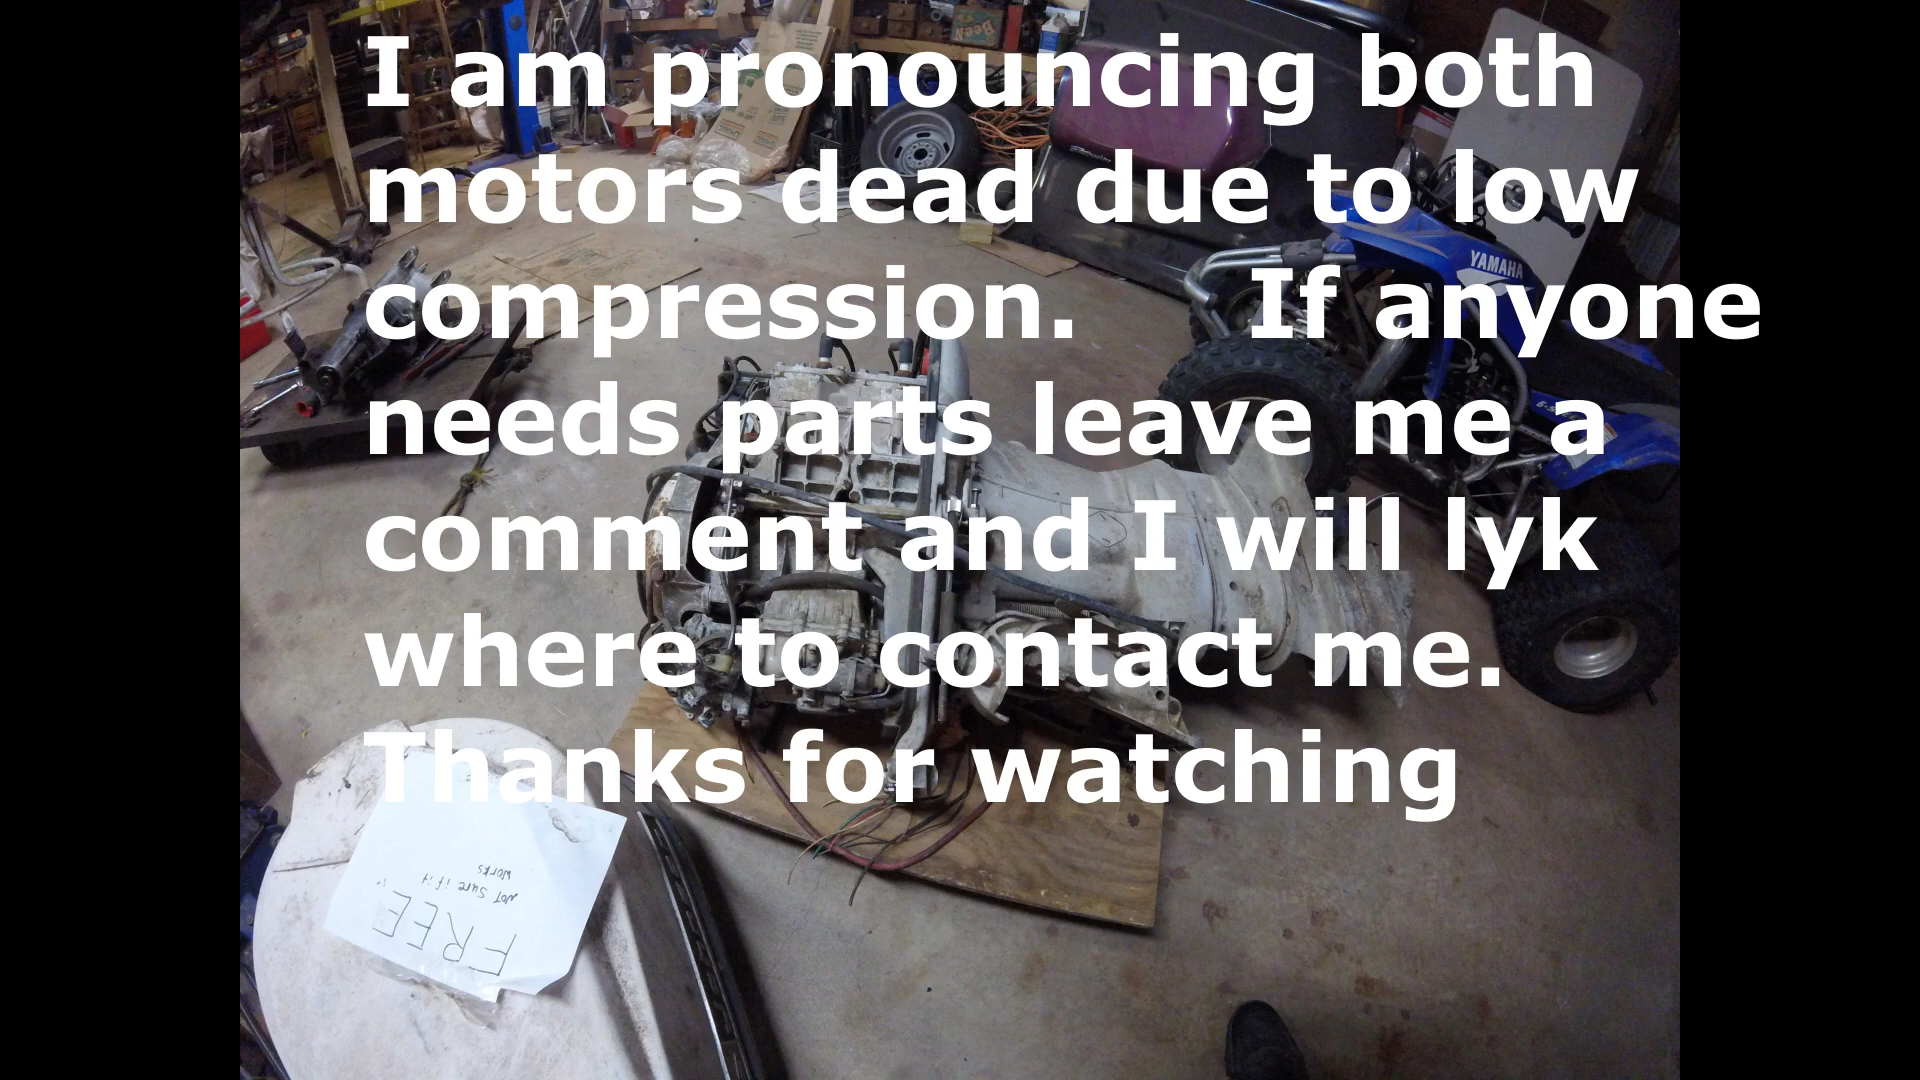 I am pronouncing both
motors dead due to low
compression. If anyone
needs parts leave me a
comment and I will lyk
where to contact me.
Thanks for watching
YAMAHA
FREE
NOT Sure if it
works